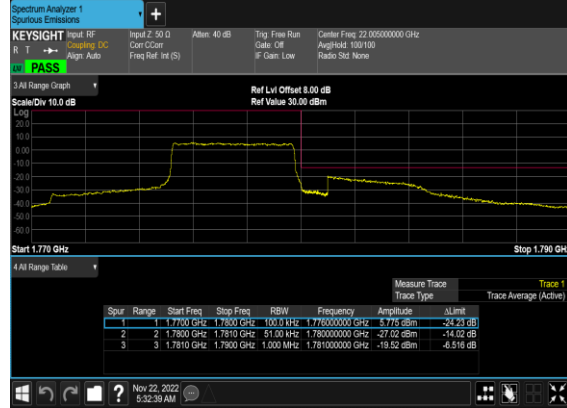 Spectrum Analyzer 1
Spurious Emissions
+
KEYSIGHT Input: RF Input Z: 50 Ω Atten: 40 dB Trig: Free Run Center Freq: 22.005000000 GHz
R T Coupling: DC Corr CCorr Gate: Off Avg|Hold: 100/100
Align: Auto Freq Ref: Int (S) IF Gain: Low Radio Std: None
PASS
3 All Range Graph
Ref Lvl Offset 8.00 dB
Scale/Div 10.0 dB Ref Value 30.00 dBm
Log
20.0
10.0
0.00
-10.0
-20.0
-30.0
-40.0
-50.0
-60.0
Start 1.770 GHz Stop 1.790 GH
4 All Range Table
Measure Trace Trace 1
Trace Type Trace Average (Active)
Spur Range Start Freq Stop Freq RBW Frequency Amplitude ΔLimit
1 1 1.7700 GHz 1.7800 GHz 100.0 kHz 1.776000000 GHz 5.775 dBm -24.23 dB
2 2 1.7800 GHz 1.7810 GHz 51.00 kHz 1.780000000 GHz -27.02 dBm -14.02 dB
3 3 1.7810 GHz 1.7900 GHz 1.000 MHz 1.781000000 GHz -19.52 dBm -6.516 dB
? Nov 22, 2022
5:32:39 AM